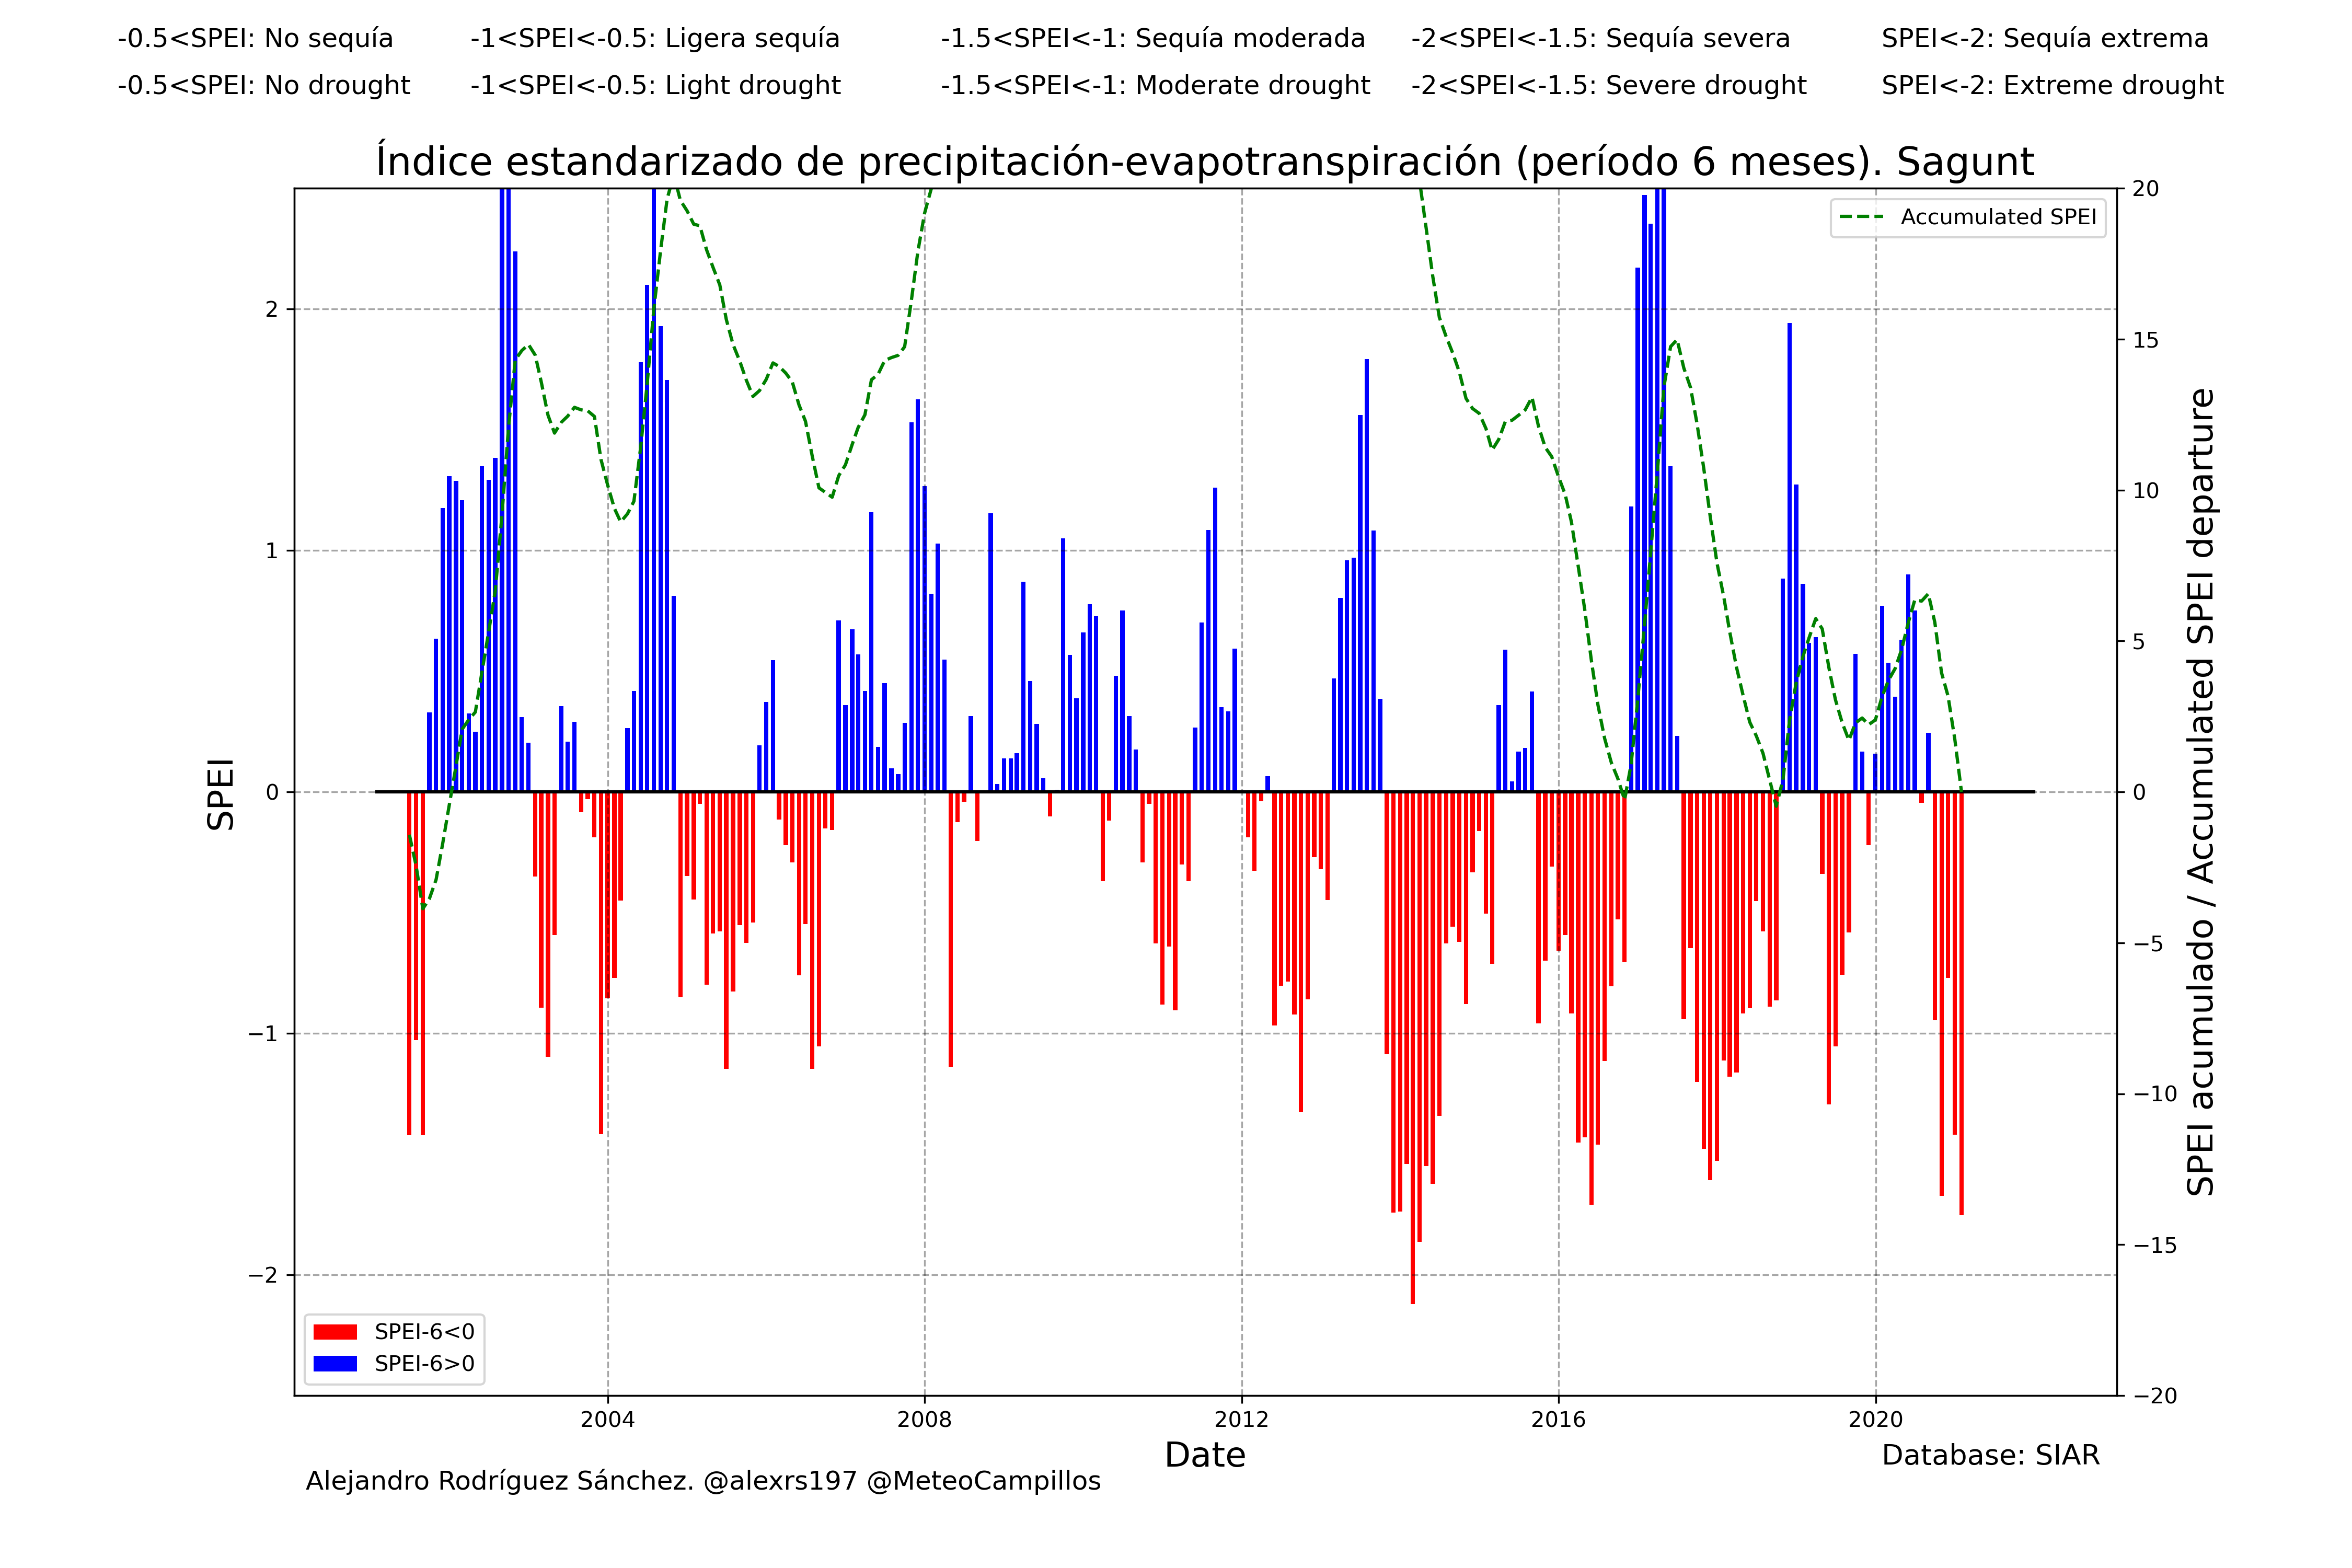 -0.5<SPEI: No sequía -1<SPEI<-0.5: Ligera sequía -1.5<SPEI<-1: Sequía moderada -2<SPEI<-1.5: Sequía severa SPEI<-2: Sequía extrema
-0.5<SPEI: No drought -1<SPEI<-0.5: Light drought -1.5<SPEI<-1: Moderate drought -2<SPEI<-1.5: Severe drought SPEI<-2: Extreme drought
Índice estandarizado de precipitación-evapotranspiración (período 6 meses). Sagunt
Accumulated SPEI
SPEI
2
1
0
−1
−2
20
15
10
5
0
−5
−10
−15
−20
SPEI acumulado / Accumulated SPEI departure
SPEI-6<0
SPEI-6>0
2004 2008 2012 2016 2020
Date
Database: SIAR
Alejandro Rodríguez Sánchez. @alexrs197 @MeteoCampillos